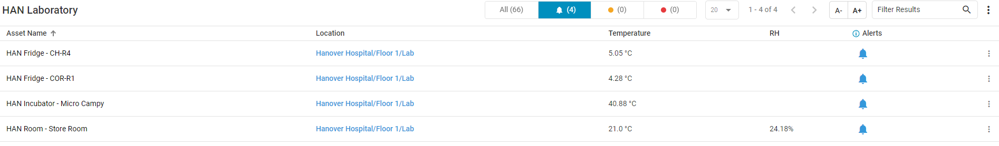 HAN Laboratory
All (66) (4) (0) (0) 20 1 - 4 of 4 A- A+ Filter Results
Asset Name Location Temperature RH Alerts
HAN Fridge - CH-R4 Hanover Hospital/Floor 1/Lab 5.05 °C
HAN Fridge - COR-R1 Hanover Hospital/Floor 1/Lab 4.28 °C
HAN Incubator - Micro Campy Hanover Hospital/Floor 1/Lab 40.88 °C
HAN Room - Store Room Hanover Hospital/Floor 1/Lab 21.0 °C 24.18%